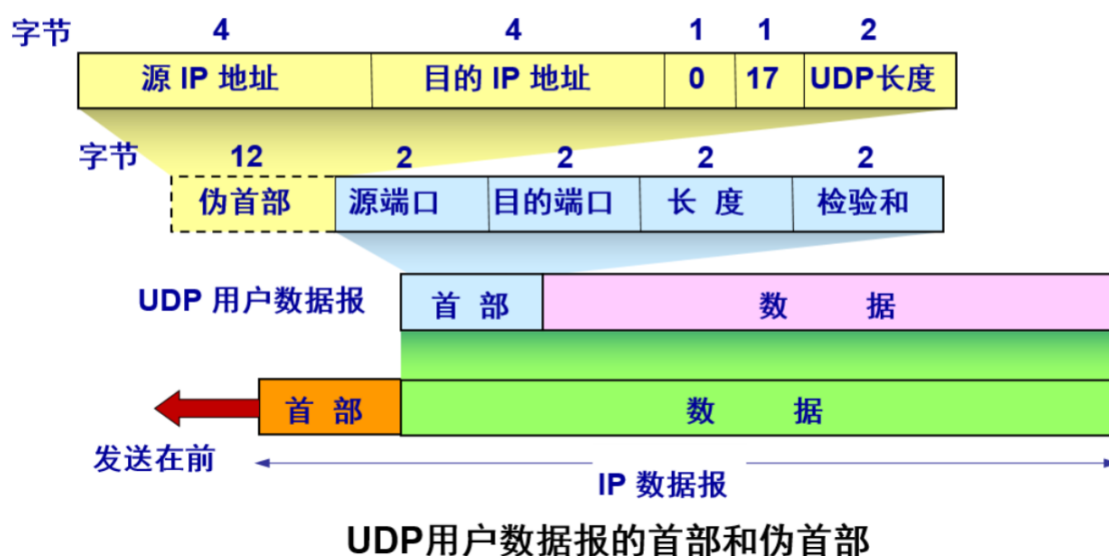 字节 4 4 1 1 2
源 IP 地址 目的 IP 地址 0 17 UDP长度
字节 12 2 2 2 2
伪首部 源端口 目的端口 长 度 检验和
UDP 用户数据报 首 部 数 据
首 部 数 据
发送在前
IP 数据报
UDP用户数据报的首部和伪首部